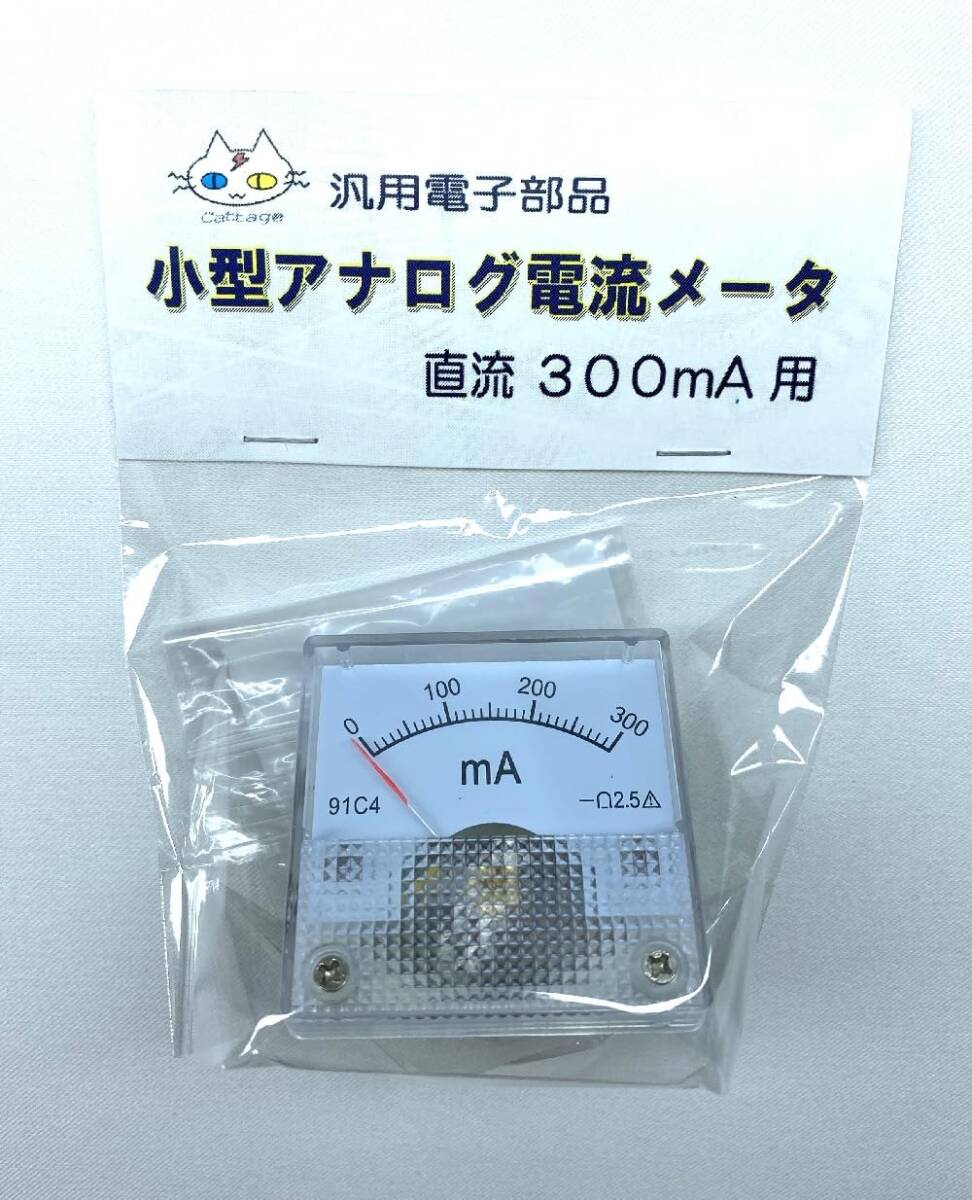 Cattage
汎用電子部品
小型アナログ電流メータ
直流 300mA 用
0 100 200 300
mA
91C4
−Ω2.5⚠